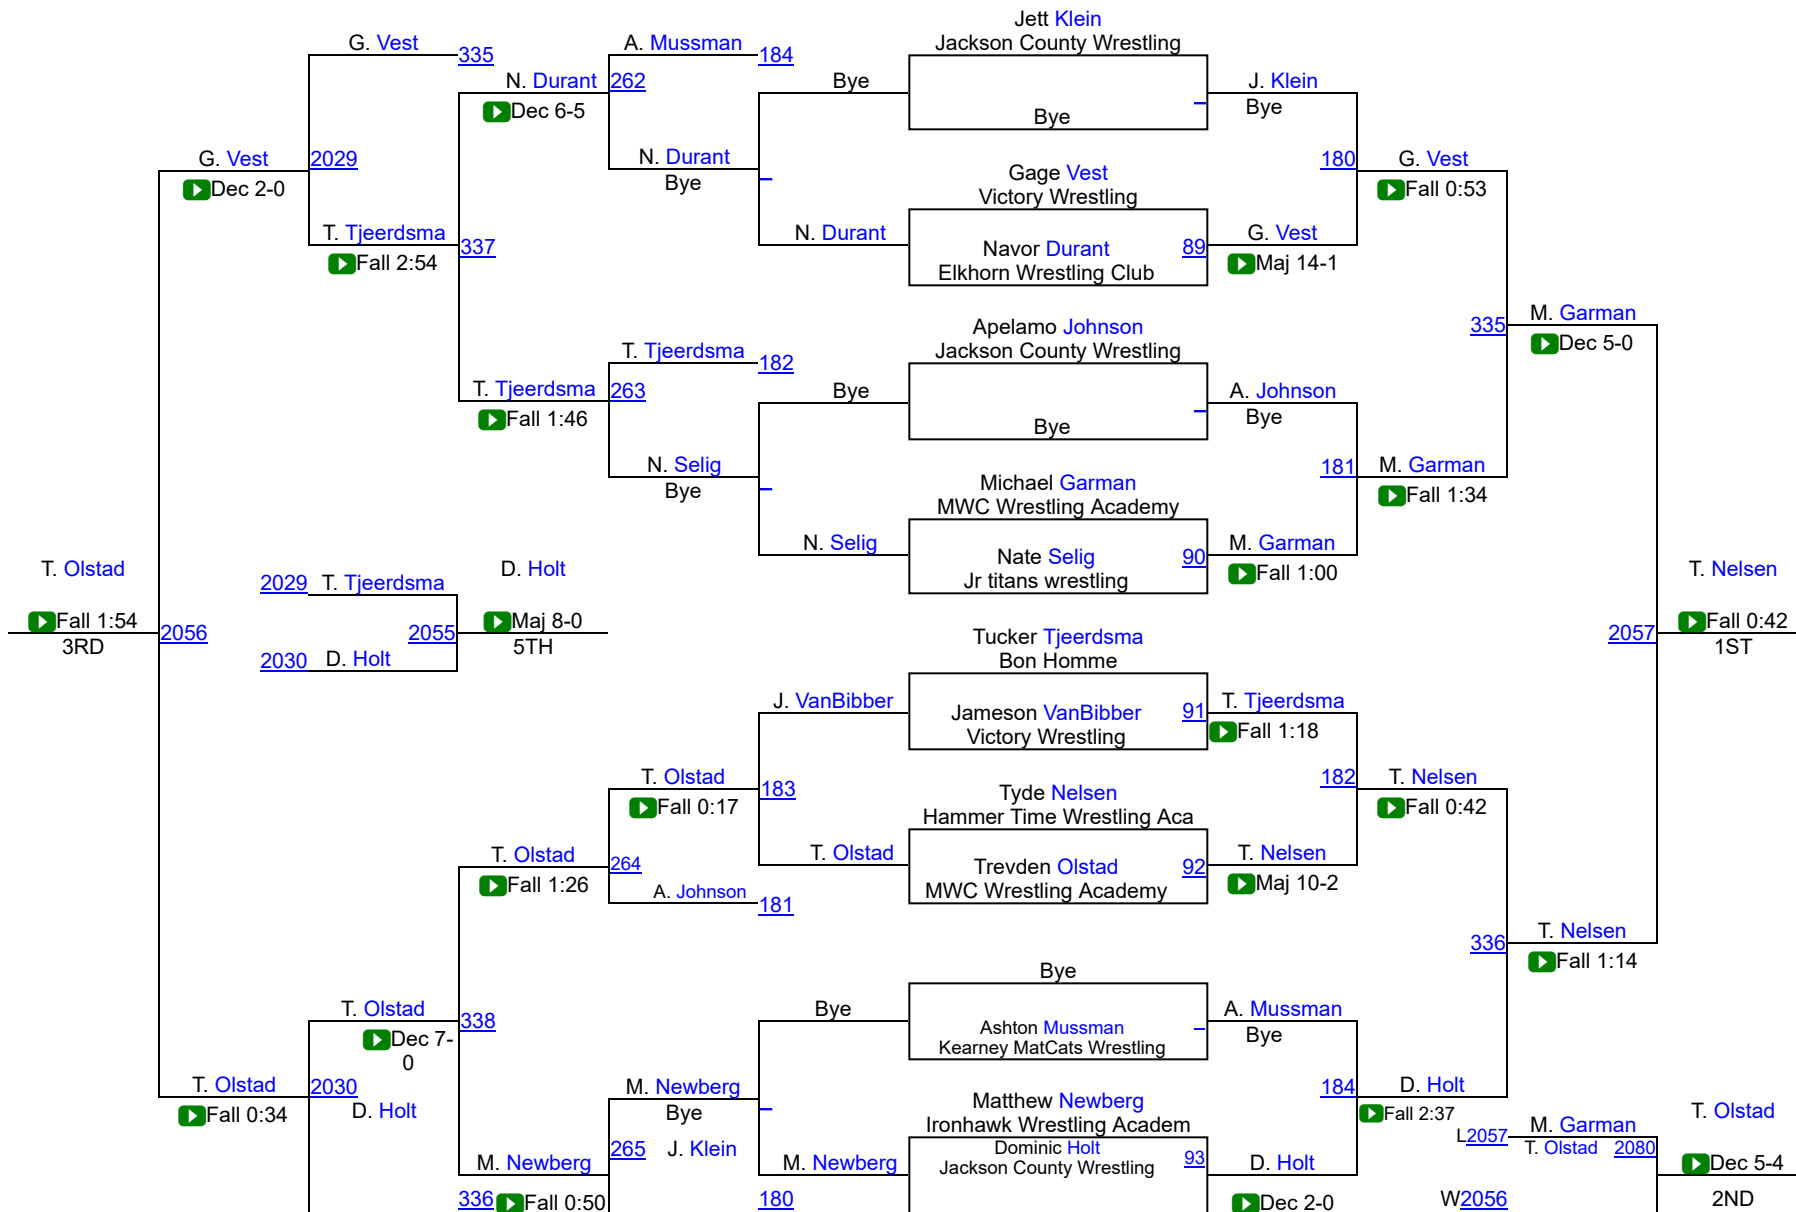 Jett Klein
G. Vest
A. Mussman
Jackson County Wrestling
335
184
N. Durant
262
Bye
J. Klein
Dec 6-5
Bye
Bye
G. Vest
2029
N. Durant
180
G. Vest
Dec 2-0
Bye
Gage Vest
Fall 0:53
Victory Wrestling
T. Tjeerdsma
337
N. Durant
Navor Durant
89
G. Vest
Fall 2:54
Elkhorn Wrestling Club
Maj 14-1
M. Garman
335
Apelamo Johnson
Dec 5-0
T. Tjeerdsma
182
Jackson County Wrestling
T. Tjeerdsma
263
Bye
A. Johnson
Fall 1:46
Bye
Bye
N. Selig
181
M. Garman
Bye
Michael Garman
Fall 1:34
MWC Wrestling Academy
N. Selig
Nate Selig
90
M. Garman
Jr titans wrestling
Fall 1:00
T. Olstad
2029
T. Tjeerdsma
D. Holt
T. Nelsen
Fall 1:54
2056
2055
Maj 8-0
2057
Fall 0:42
3RD
2030
D. Holt
5TH
1ST
Tucker Tjeerdsma
Bon Homme
J. VanBibber
Jameson VanBibber
91
T. Tjeerdsma
Victory Wrestling
Fall 1:18
T. Olstad
183
182
T. Nelsen
Fall 0:17
Tyde Nelsen
Fall 0:42
Hammer Time Wrestling Aca
T. Olstad
264
T. Olstad
Trevden Olstad
92
T. Nelsen
Fall 1:26
MWC Wrestling Academy
Maj 10-2
A. Johnson
181
336
T. Nelsen
Fall 1:14
Bye
T. Olstad
338
Bye
Ashton Mussman
A. Mussman
Dec 7-
0
Kearney MatCats Wrestling
Bye
T. Olstad
2030
M. Newberg
184
D. Holt
Fall 0:34
D. Holt
Bye
Matthew Newberg
Fall 2:37
T. Olstad
Ironhawk Wrestling Academ
L2057
M. Garman
265
J. Klein
Dominic Holt
93
T. Olstad
2080
M. Newberg
M. Newberg
Jackson County Wrestling
D. Holt
Dec 5-4
336
Fall 0:50
180
Dec 2-0
W2056
2ND